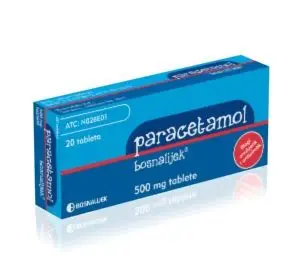 ATC: N02BE01
20 tableta
paracetamol
bosnalijek®
500 mg tablete
BOSNALIJEK
paracetamol
bosnalijek®